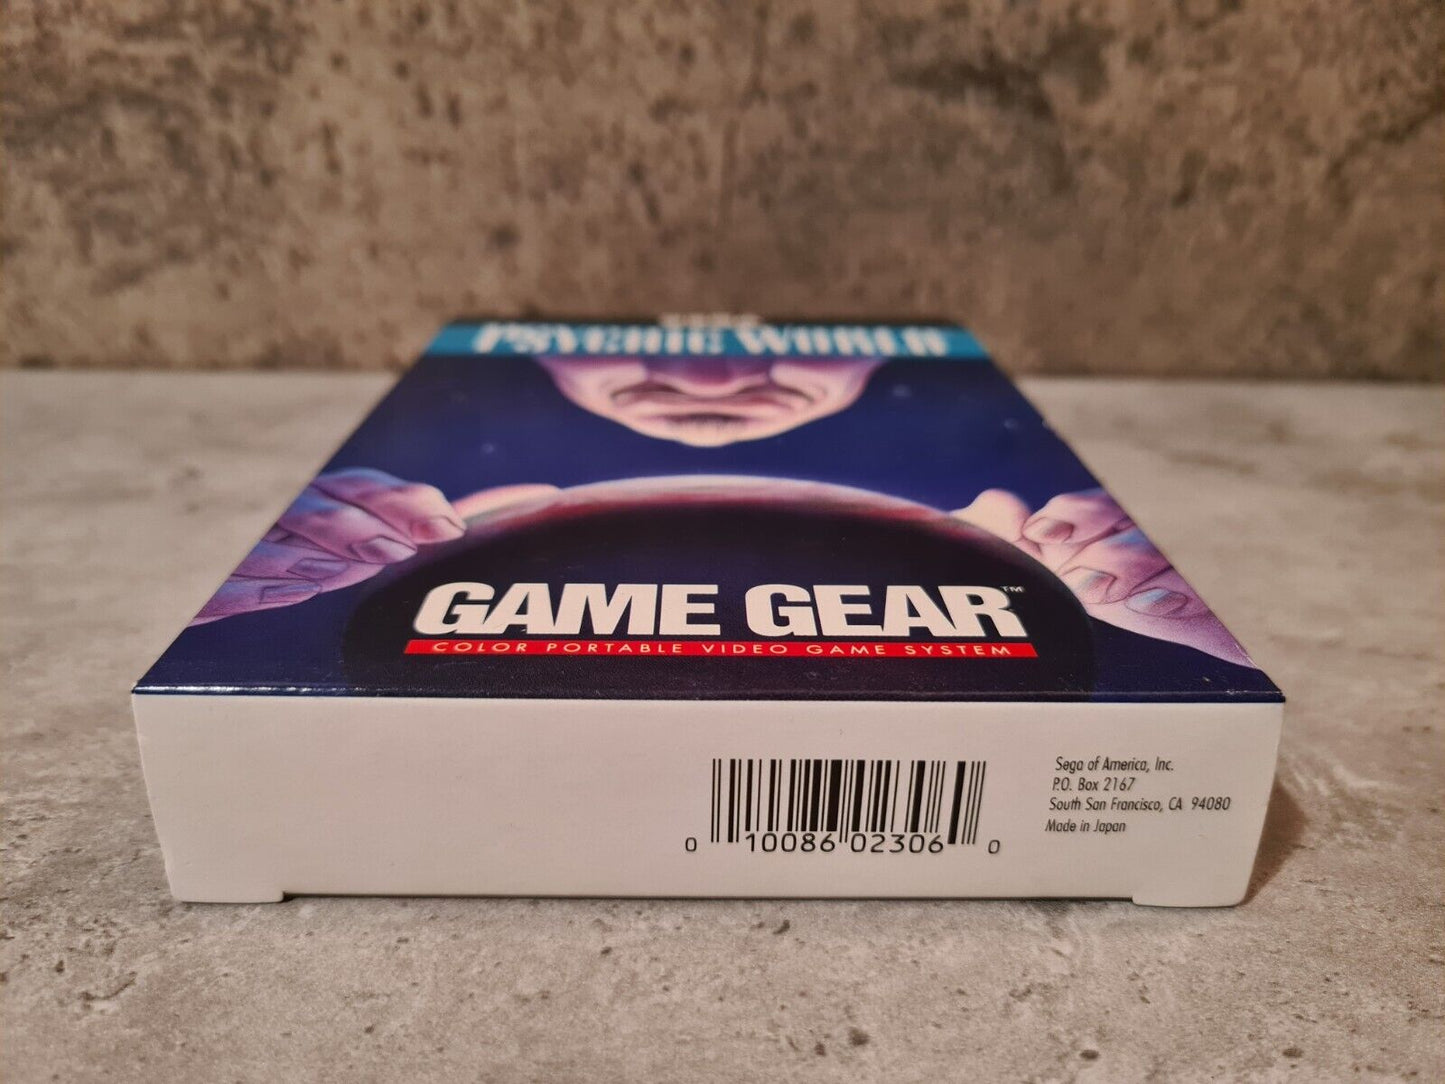 PSYCHIC WORLD
GAME GEAR™
COLOR PORTABLE VIDEO GAME SYSTEM
0 10086 02306 0
Sega of America, Inc.
P.O. Box 2167
South San Francisco, CA 94080
Made in Japan